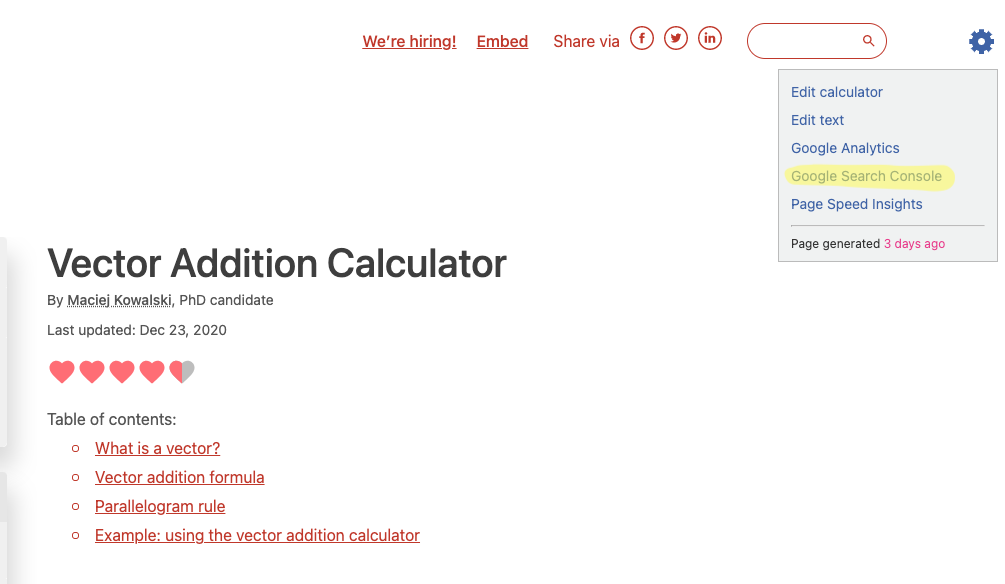 We're hiring! Embed Share via
Edit calculator
Edit text
Google Analytics
Google Search Console
Page Speed Insights
Page generated 3 days ago
Vector Addition Calculator
By Maciej Kowalski, PhD candidate
Last updated: Dec 23, 2020
Table of contents:
What is a vector?
Vector addition formula
Parallelogram rule
Example: using the vector addition calculator